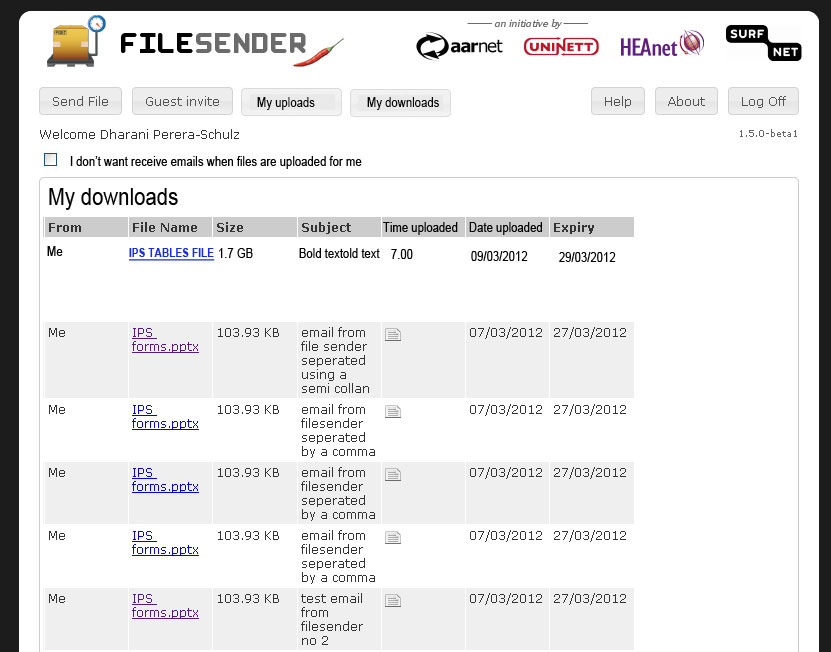 an initiative by
FILESENDER aarnet UNINETT HEAnet SURF NET
Send File Guest invite My uploads My downloads Help About Log Off
Welcome Dharani Perera-Schulz 1.5.0-beta1
I don't want receive emails when files are uploaded for me
My downloads
From File Name Size Subject Time uploaded Date uploaded Expiry
Me IPS TABLES FILE 1.7 GB Bold textold text 7.00 09/03/2012 29/03/2012
Me IPS 103.93 KB email from 07/03/2012 27/03/2012
forms.pptx file sender
seperated
using a
semi collan
Me IPS 103.93 KB email from 07/03/2012 27/03/2012
forms.pptx filesender
seperated
by a comma
Me IPS 103.93 KB email from 07/03/2012 27/03/2012
forms.pptx filesender
seperated
by a comma
Me IPS 103.93 KB email from 07/03/2012 27/03/2012
forms.pptx filesender
seperated
by a comma
Me IPS 103.93 KB test email 07/03/2012 27/03/2012
forms.pptx from
filesender
no 2